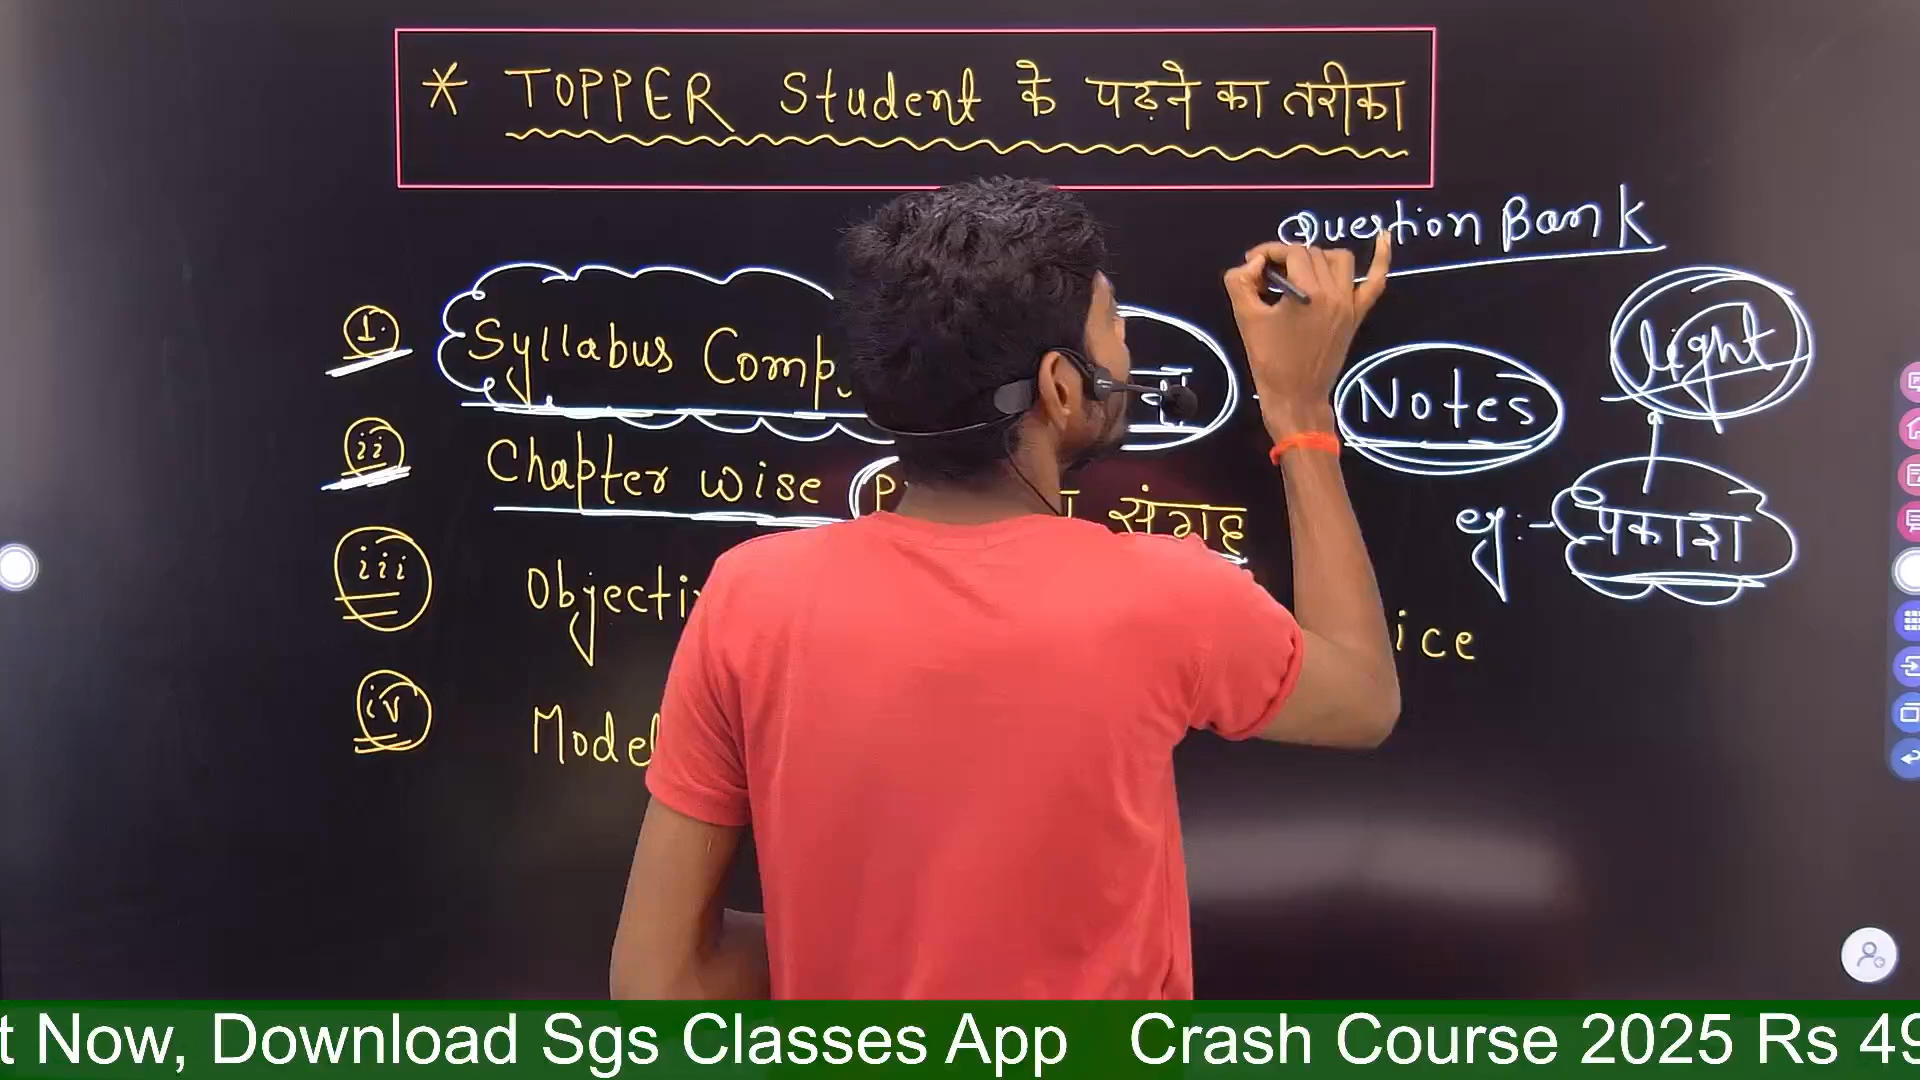 * TOPPER Student के पढ़ने का तरीका
Question Bank
1. Syllabus Comp
Notes
light
ii Chapter wise संग्रह
eg:- प्रकाश
iii Objecti ice
iv Model
t Now, Download Sgs Classes App Crash Course 2025 Rs 49